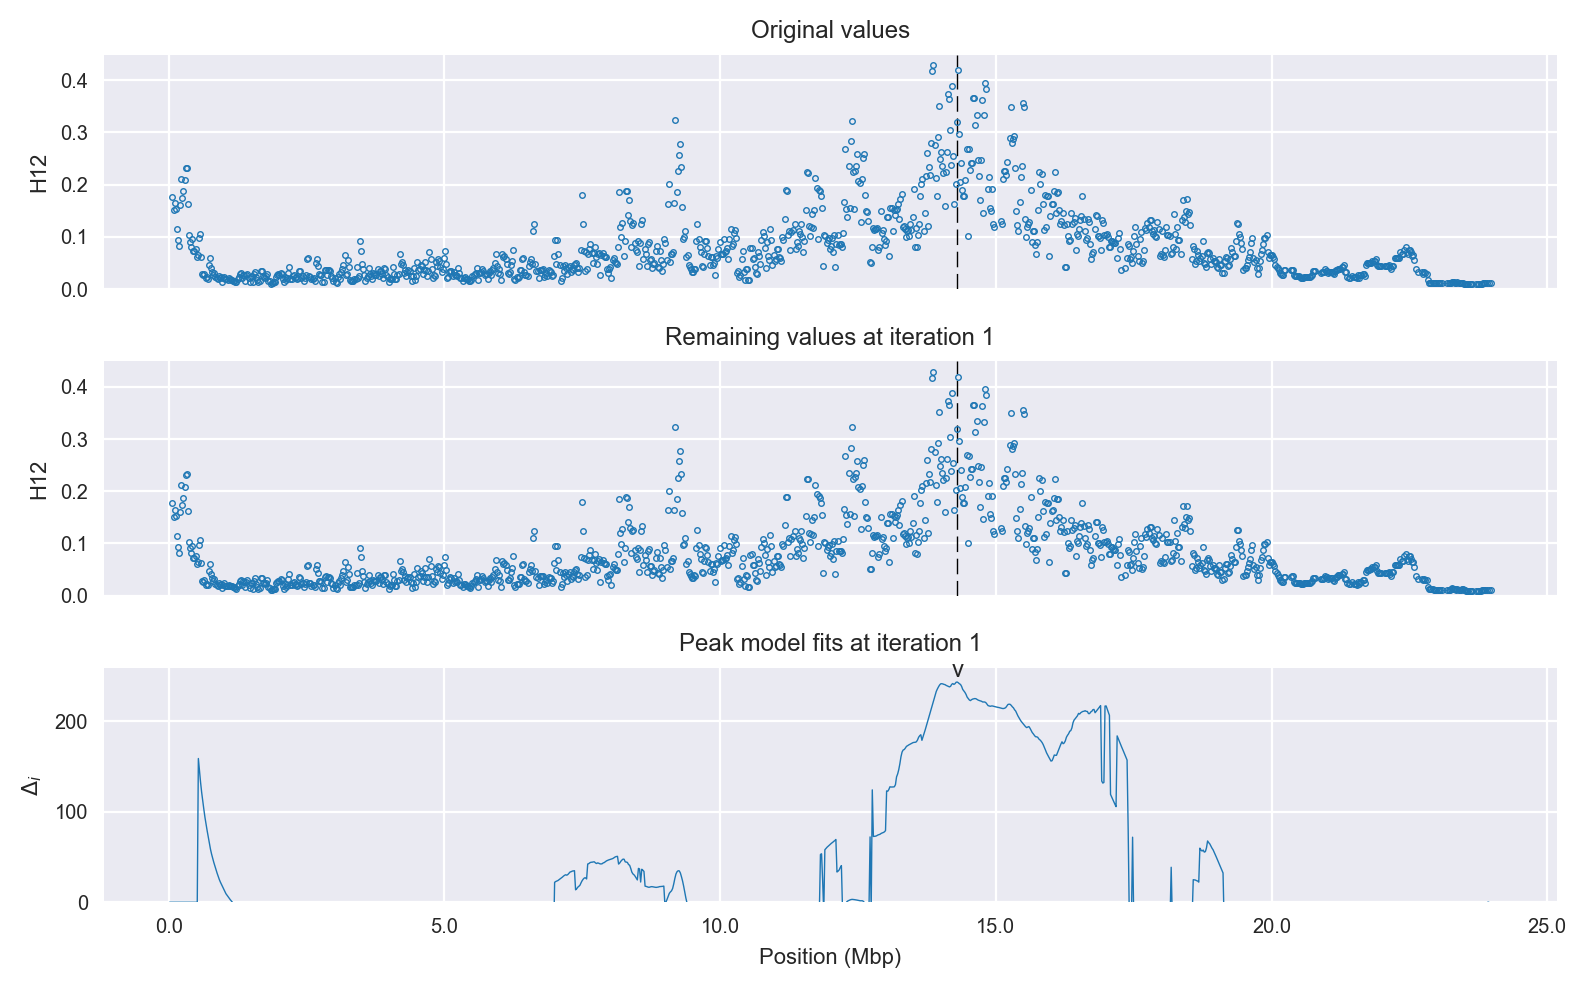 Original values
0.4
0.3
0.2
0.1
0.0
H12
Remaining values at iteration 1
0.4
0.3
0.2
0.1
0.0
H12
Peak model fits at iteration 1
v
200
100
0
Δi
0.0 5.0 10.0 15.0 20.0 25.0
Position (Mbp)